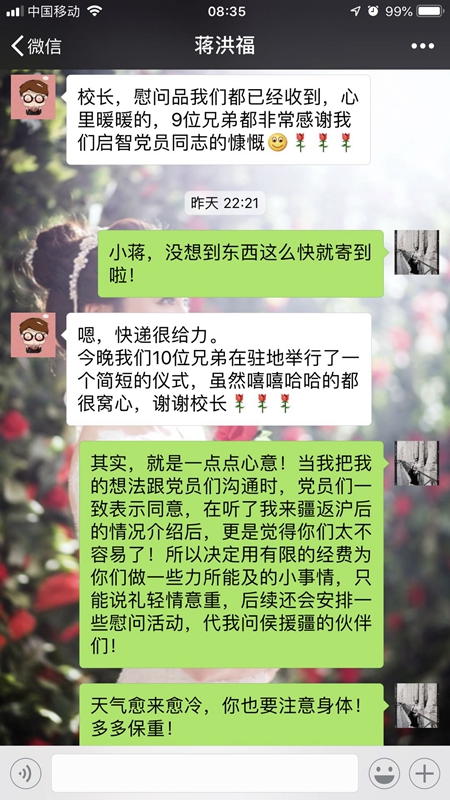 中国移动 08:35 99%
微信 蒋洪福
校长，慰问品我们都已经收到，心
里暖暖的，9位兄弟都非常感谢我
们启智党员同志的慷慨
昨天 22:21
小蒋，没想到东西这么快就寄到
啦！
嗯，快递很给力。
今晚我们10位兄弟在驻地举行了一
个简短的仪式，虽然嘻嘻哈哈的都
很窝心，谢谢校长
其实，就是一点点心意！当我把我
的想法跟党员们沟通时，党员们一
致表示同意，在听了我来疆返沪后
的情况介绍后，更是觉得你们太不
容易了！所以决定用有限的经费为
你们做一些力所能及的小事情，只
能说礼轻情意重，后续还会安排一
些慰问活动，代我问侯援疆的伙伴
们！
天气愈来愈冷，你也要注意身体！
多多保重！